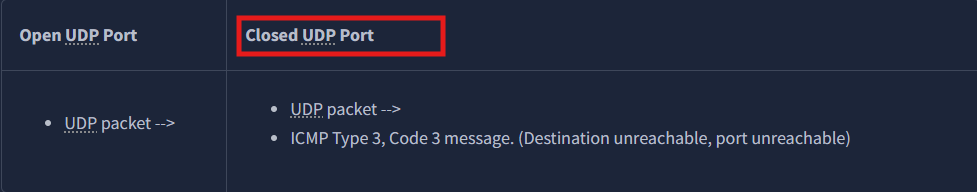 Open UDP Port
Closed UDP Port
UDP packet -->
UDP packet -->
ICMP Type 3, Code 3 message. (Destination unreachable, port unreachable)